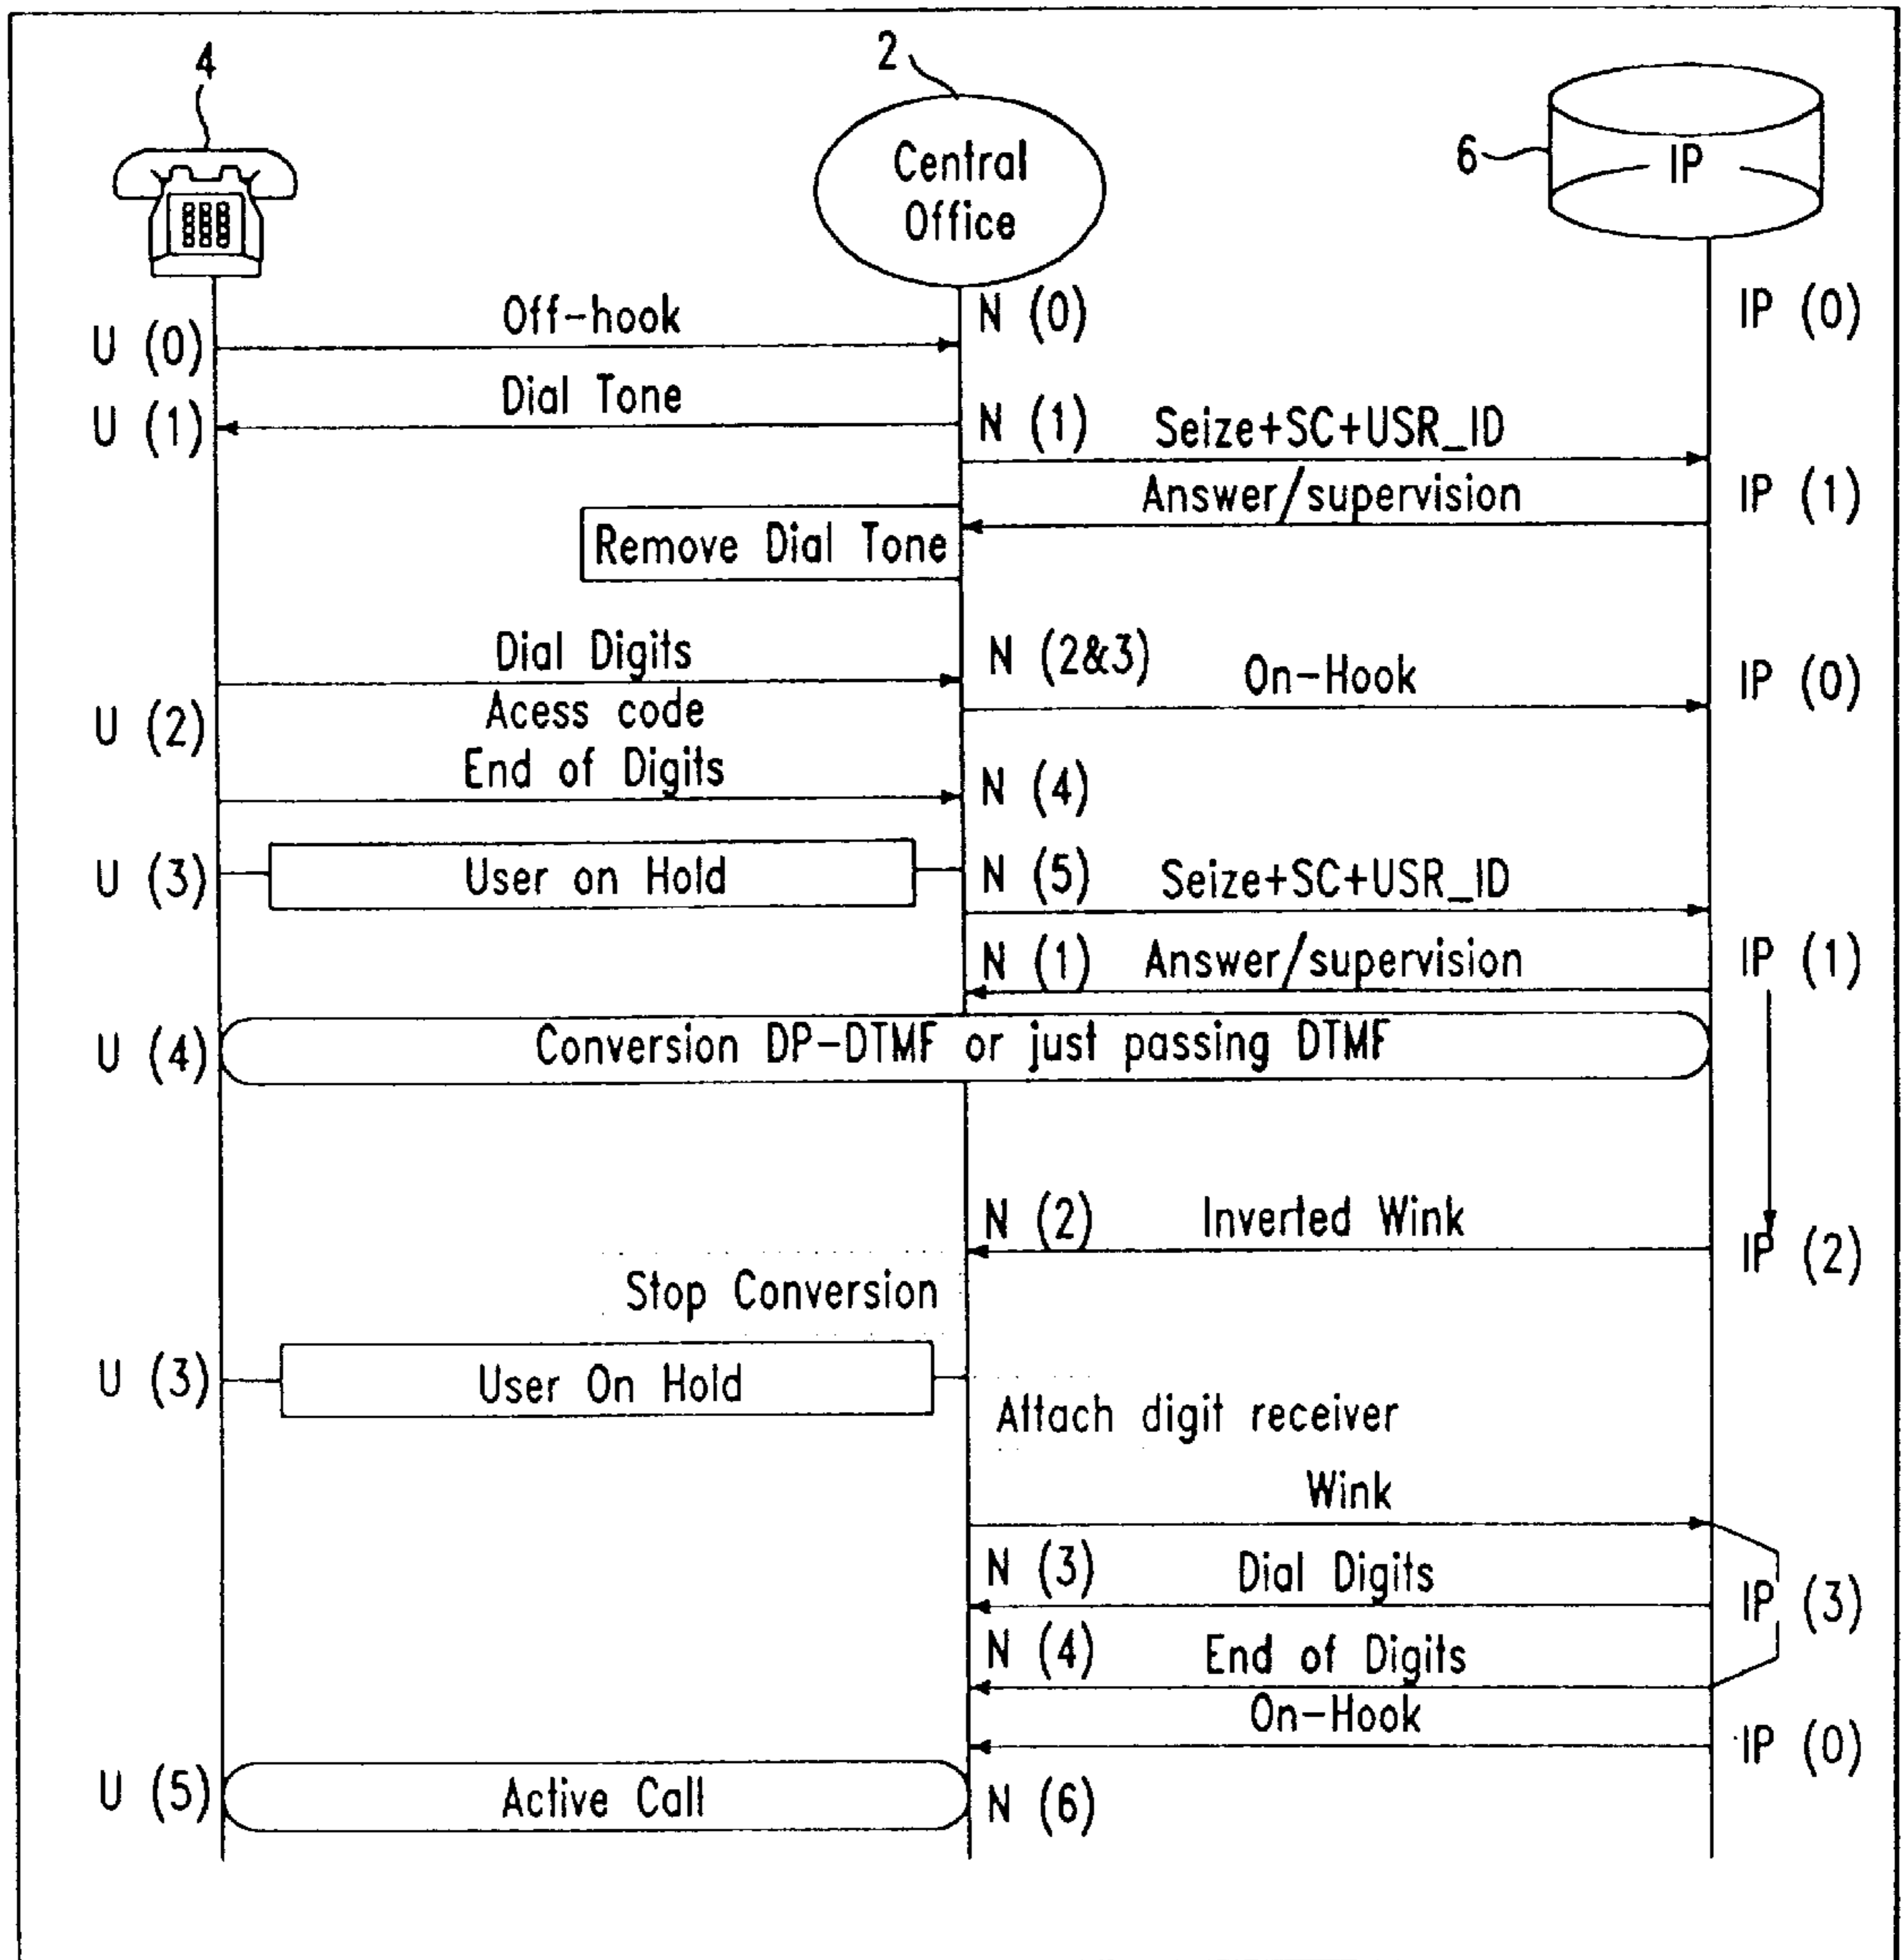 4
2
6
Central
Office
IP
U (0)
Off-hook
N (0)
IP (0)
U (1)
Dial Tone
N (1)
Seize+SC+USR_ID
Answer/supervision
IP (1)
Remove Dial Tone
Dial Digits
N (2&3)
On-Hook
IP (0)
U (2)
Acess code
End of Digits
N (4)
U (3)
User on Hold
N (5)
Seize+SC+USR_ID
N (1)
Answer/supervision
IP (1)
U (4)
Conversion DP-DTMF or just passing DTMF
N (2)
Inverted Wink
IP (2)
Stop Conversion
U (3)
User On Hold
Attach digit receiver
Wink
N (3)
Dial Digits
IP (3)
N (4)
End of Digits
On-Hook
IP (0)
U (5)
Active Call
N (6)